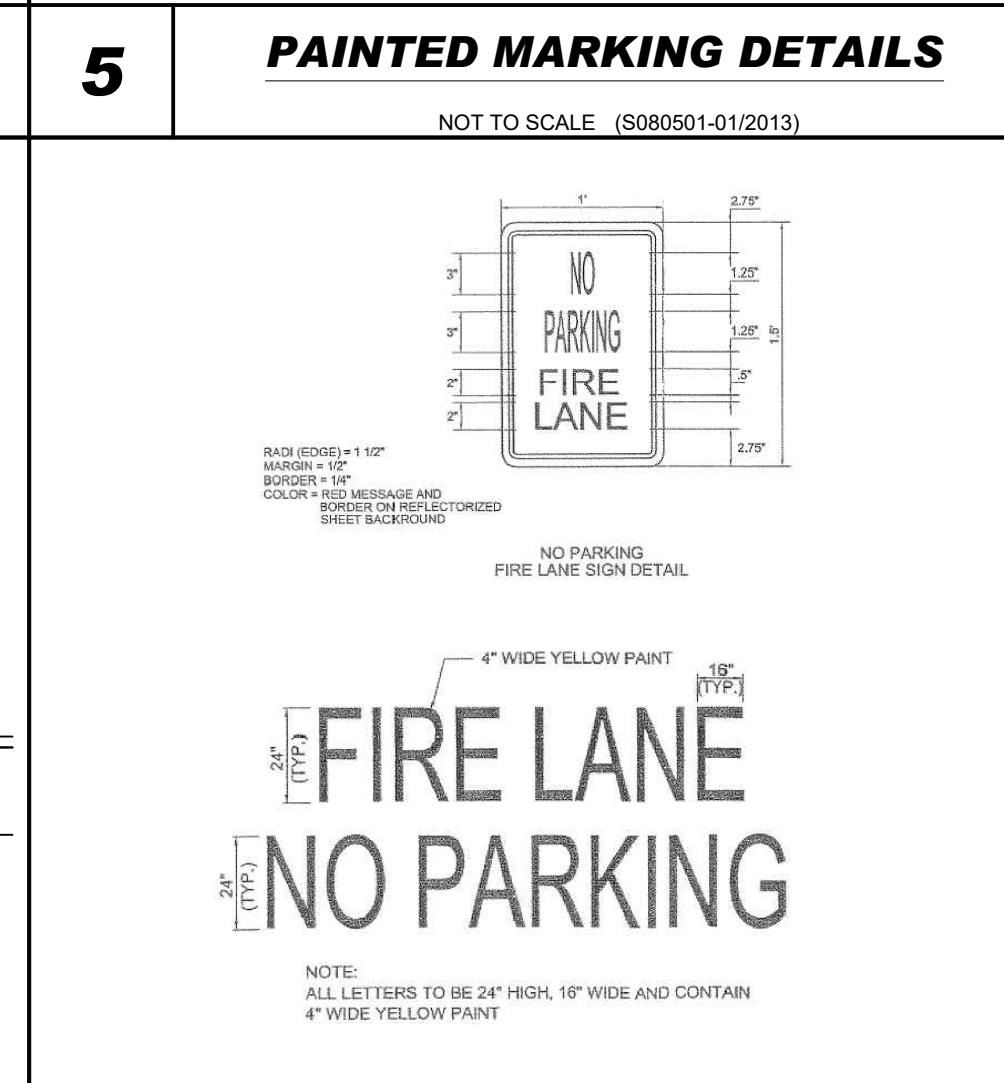 5
PAINTED MARKING DETAILS
NOT TO SCALE (S080501-01/2013)
1'
2.75"
3"
NO
1.25"
3"
PARKING
1.25"
1.5'
2"
FIRE
.5"
2"
LANE
2.75"
RADI (EDGE) = 1 1/2"
MARGIN = 1/2"
BORDER = 1/4"
COLOR = RED MESSAGE AND
BORDER ON REFLECTORIZED
SHEET BACKROUND
NO PARKING
FIRE LANE SIGN DETAIL
4" WIDE YELLOW PAINT
16"
(TYP.)
24"
(TYP.)
FIRE LANE
24"
(TYP.)
NO PARKING
NOTE:
ALL LETTERS TO BE 24" HIGH, 16" WIDE AND CONTAIN
4" WIDE YELLOW PAINT